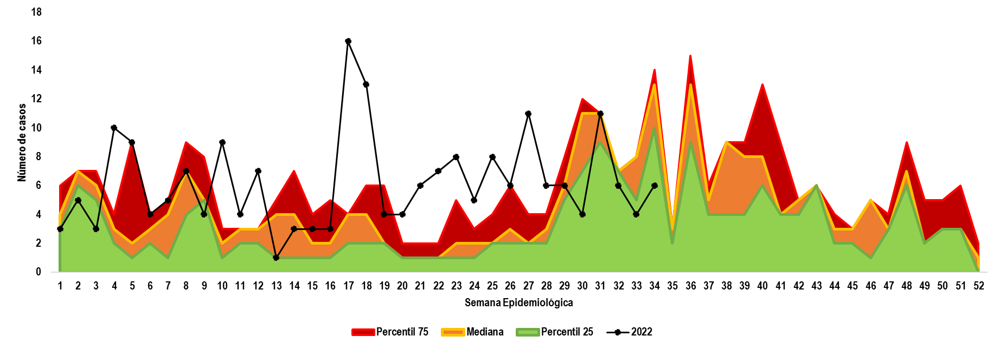 18
16
14
12
10
8
6
4
2
0
Número de casos
1 2 3 4 5 6 7 8 9 10 11 12 13 14 15 16 17 18 19 20 21 22 23 24 25 26 27 28 29 30 31 32 33 34 35 36 37 38 39 40 41 42 43 44 45 46 47 48 49 50 51 52
Semana Epidemiológica
Percentil 75 Mediana Percentil 25 2022